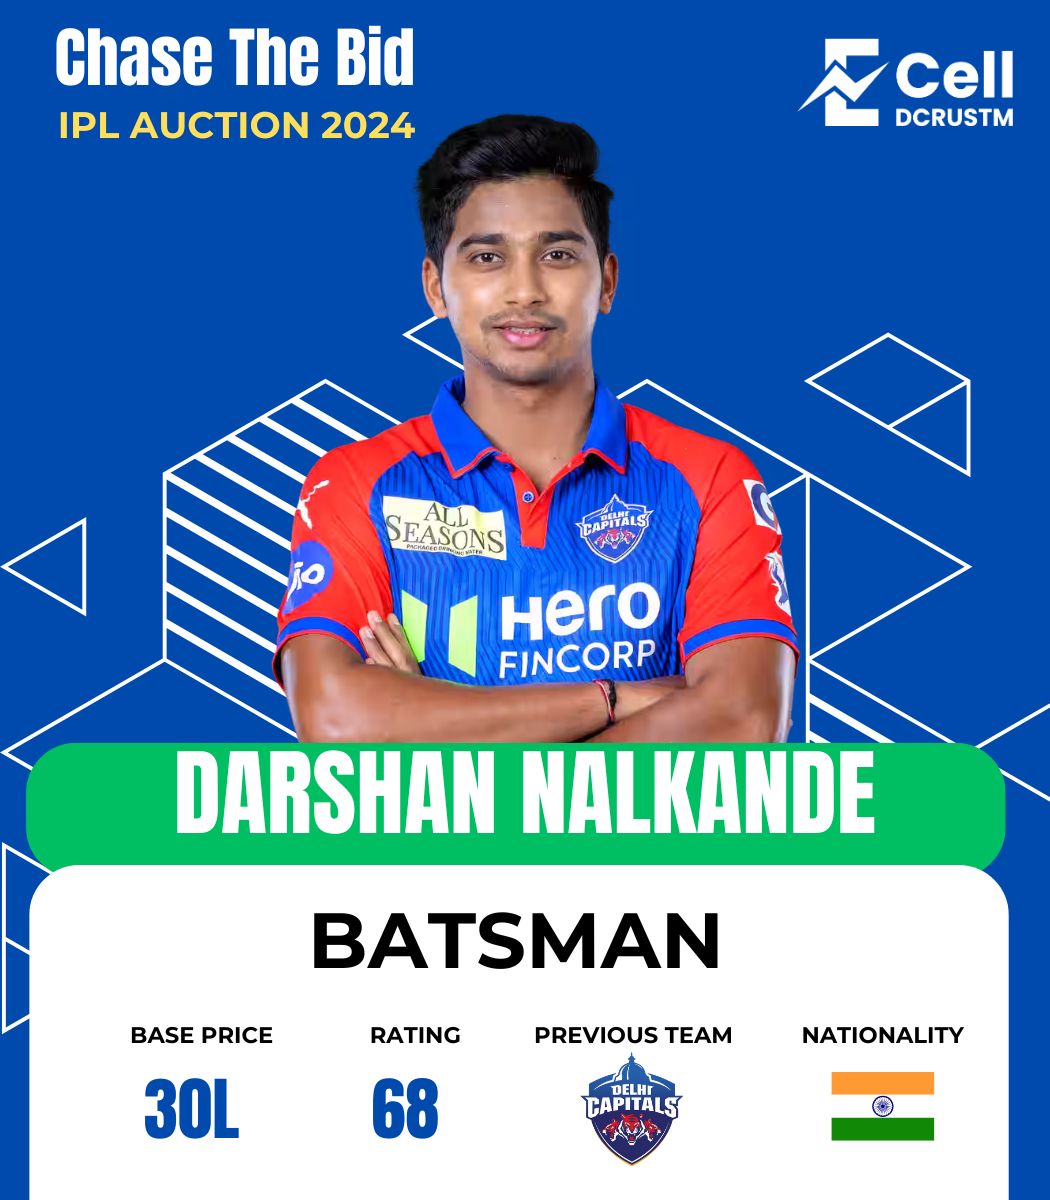 Chase The Bid
IPL AUCTION 2024
Cell
DCRUSTM
ALL
SEASONS
PACKAGED DRINKING WATER
DELHI
CAPITALS
Jio
Hero
FINCORP
DARSHAN NALKANDE
BATSMAN
BASE PRICE
RATING
PREVIOUS TEAM
NATIONALITY
30L
68
DELHI
CAPITALS